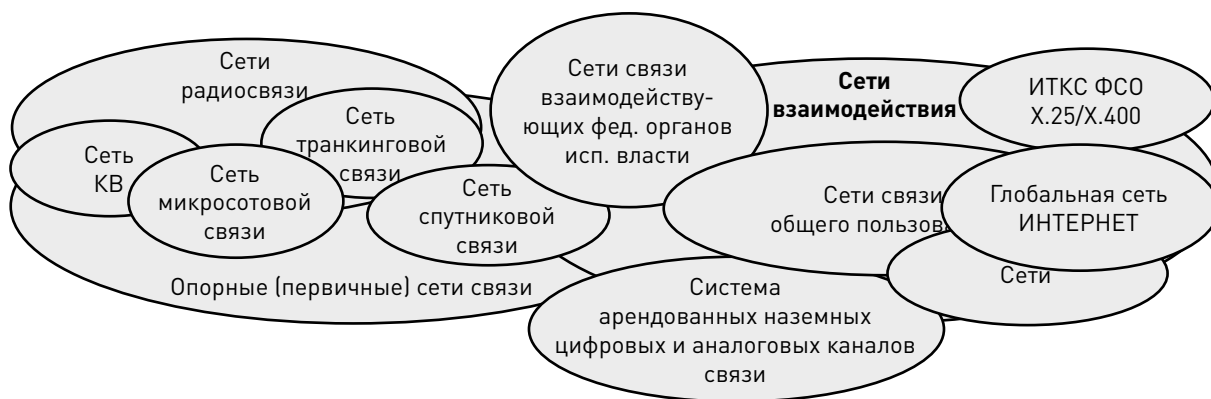 Сети
радиосвязи
Сеть
КВ
Сеть
микросотовой
связи
Сеть
транкинговой
связи
Сеть
спутниковой
связи
Опорные (первичные) сети связи
Сети связи
взаимодейству-
ющих фед. органов
исп. власти
Сети
взаимодействия
ИТКС ФСО
X.25/X.400
Сети связи
общего
Глобальная сеть
ИНТЕРНЕТ
Сети
Система
арендованных наземных
цифровых и аналоговых каналов
связи